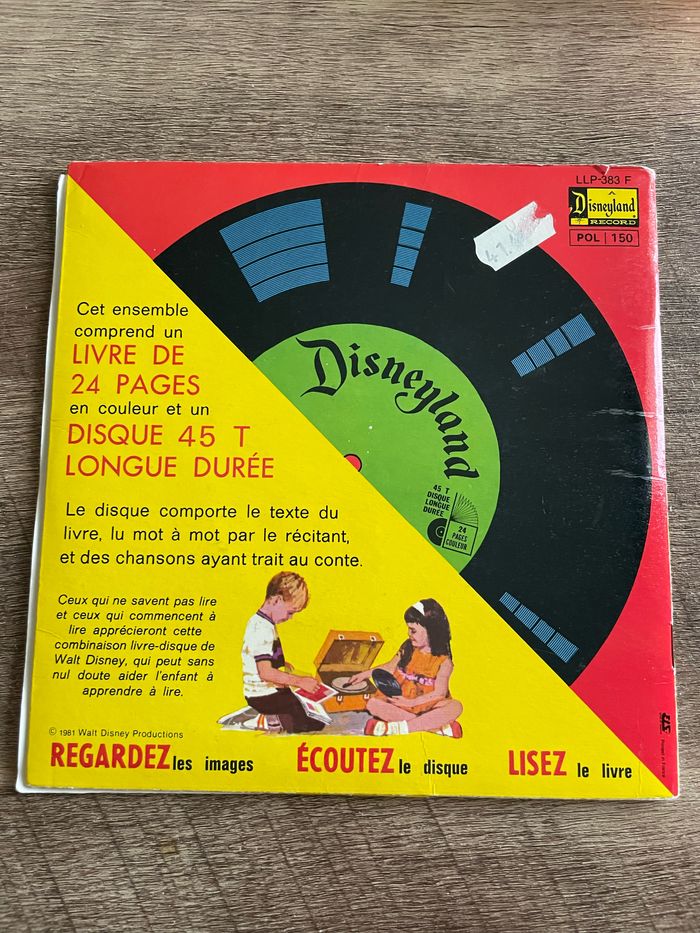 LLP-383 F
Disneyland
RECORD
POL 150
Cet ensemble
comprend un
LIVRE DE
24 PAGES
en couleur et un
DISQUE 45 T
LONGUE DURÉE
Le disque comporte le texte du
livre, lu mot à mot par le récitant,
et des chansons ayant trait au conte.
Disneyland
45 T
DISQUE
LONGUE
DURÉE
24
PAGES
COULEUR
Ceux qui ne savent pas lire
et ceux qui commencent à
lire apprécieront cette
combinaison livre-disque de
Walt Disney, qui peut sans
nul doute aider l'enfant à
apprendre à lire.
© 1981 Walt Disney Productions
REGARDEZ les images ÉCOUTEZ le disque LISEZ le livre
Printed in France